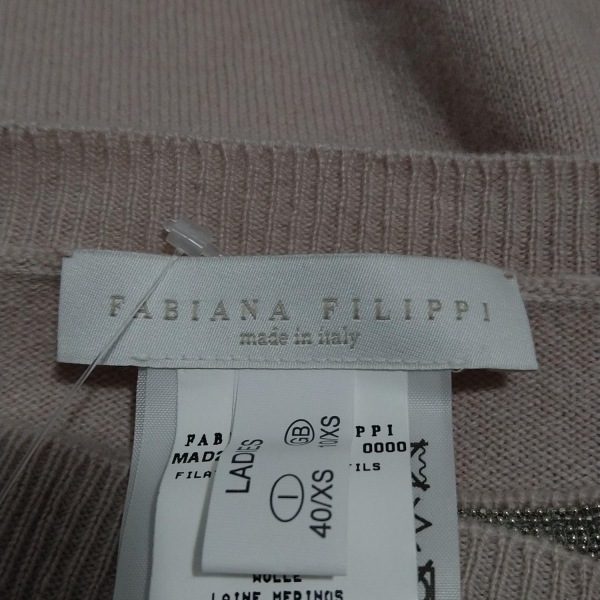 FABIANA FILIPPI
made in italy
LADIES
I
40/XS
GB
10/XS
FAB
PPI
MAD2
0000
FILA
TILS
WOLLE
LAINE MERINOS